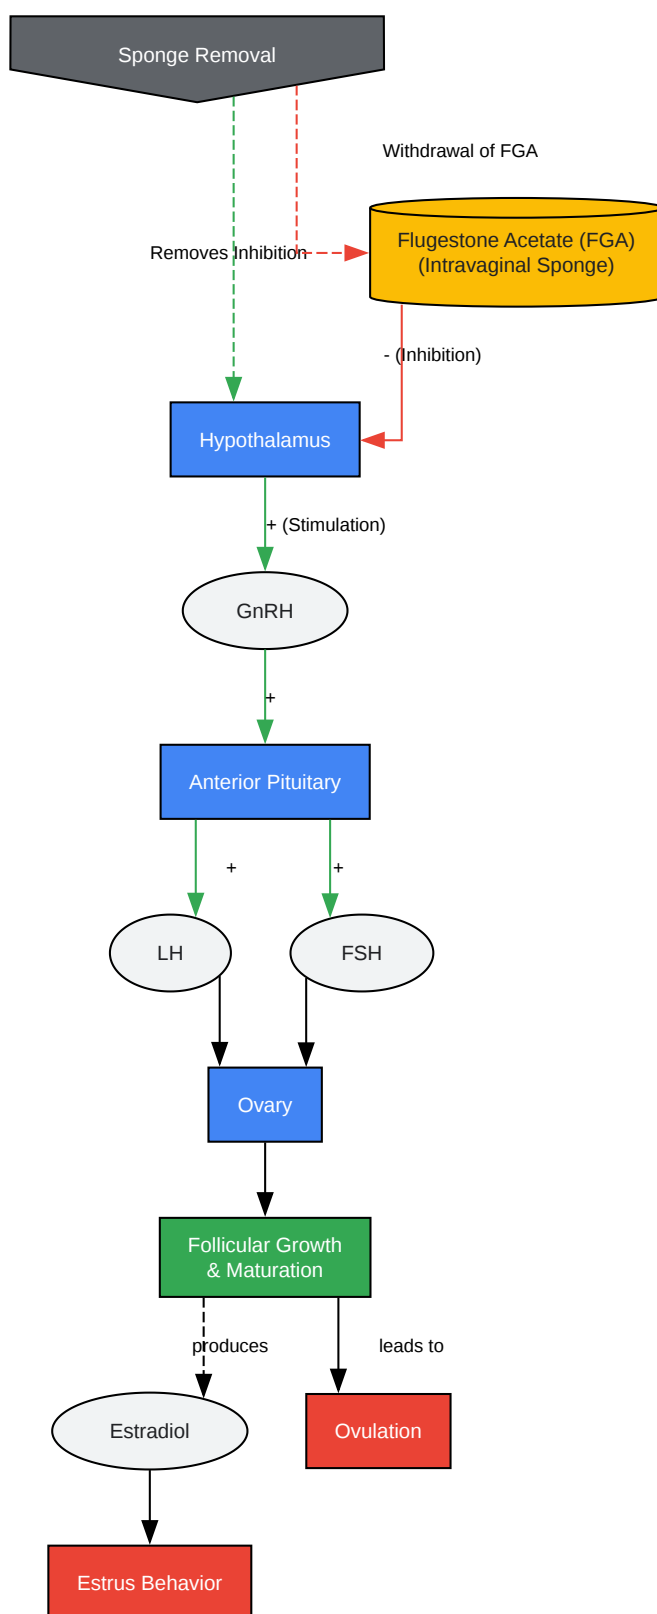 Sponge Removal
Withdrawal of FGA
Removes Inhibition
Flugestone Acetate (FGA)
(Intravaginal Sponge)
- (Inhibition)
Hypothalamus
+ (Stimulation)
GnRH
+
Anterior Pituitary
+
+
LH
FSH
Ovary
Follicular Growth
& Maturation
produces
leads to
Estradiol
Ovulation
Estrus Behavior